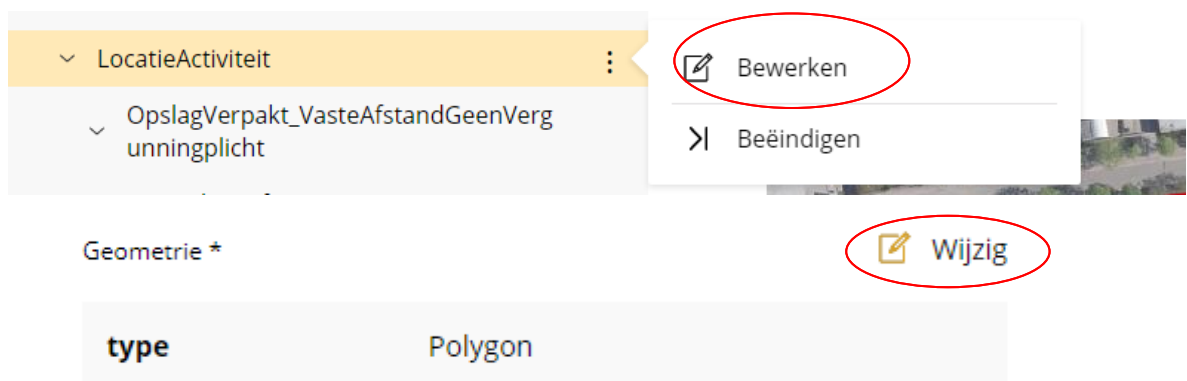 LocatieActiviteit
Bewerken
OpslagVerpakt_VasteAfstandGeenVerg
unningplicht
Beëindigen
Geometrie *
Wijzig
type Polygon